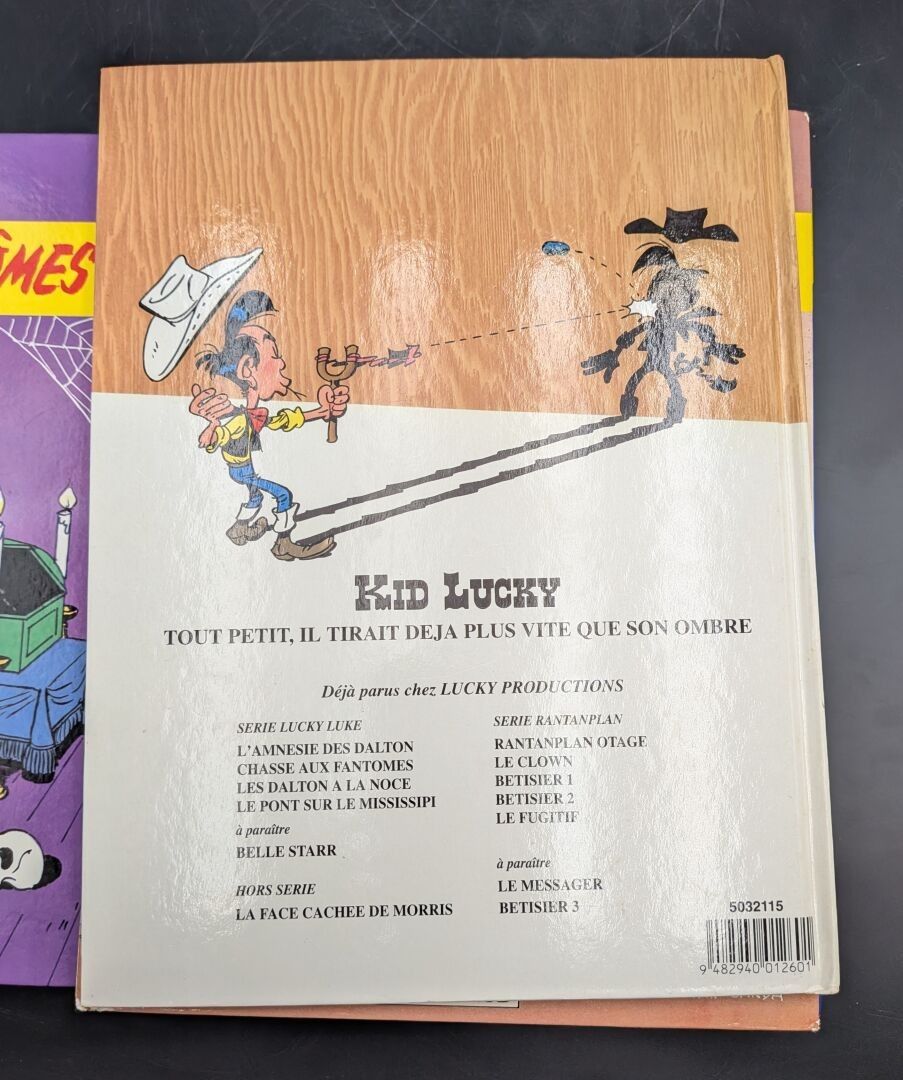 KID LUCKY
TOUT PETIT, IL TIRAIT DEJA PLUS VITE QUE SON OMBRE
Déjà parus chez LUCKY PRODUCTIONS
SERIE LUCKY LUKE
L'AMNESIE DES DALTON
CHASSE AUX FANTOMES
LES DALTON A LA NOCE
LE PONT SUR LE MISSISIPI
à paraître
BELLE STARR
HORS SERIE
LA FACE CACHEE DE MORRIS
SERIE RANTANPLAN
RANTANPLAN OTAGE
LE CLOWN
BETISIER 1
BETISIER 2
LE FUGITIF
à paraître
LE MESSAGER
BETISIER 3
5032115
9 482940 012601